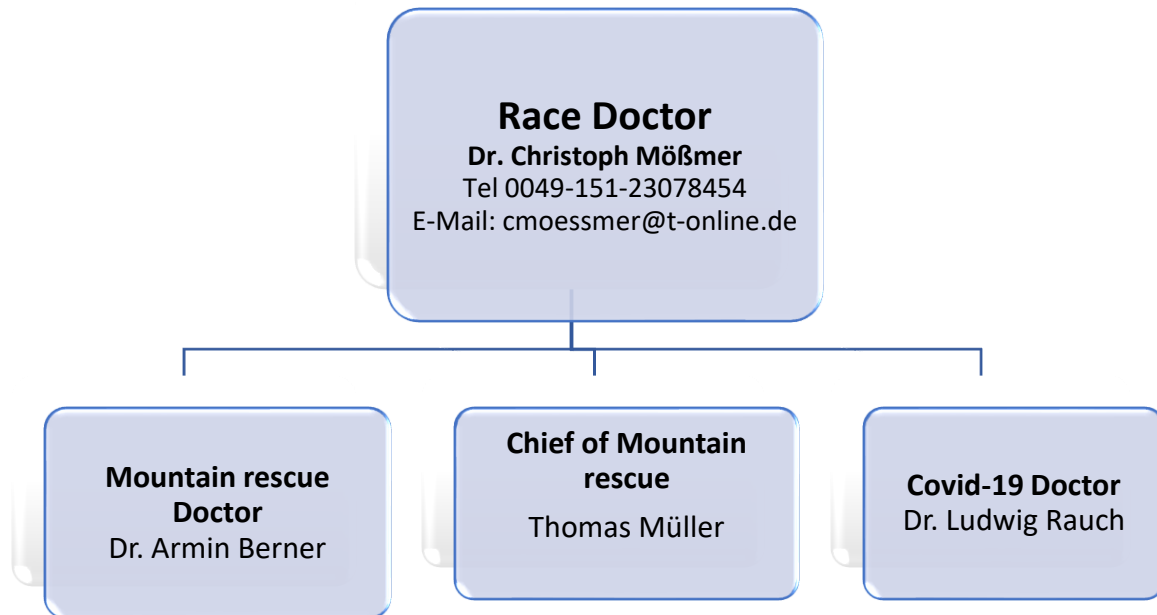 Race Doctor
Dr. Christoph Mößmer
Tel 0049-151-23078454
E-Mail: cmoessmer@t-online.de
Mountain rescue
Doctor
Dr. Armin Berner
Chief of Mountain
rescue
Thomas Müller
Covid-19 Doctor
Dr. Ludwig Rauch